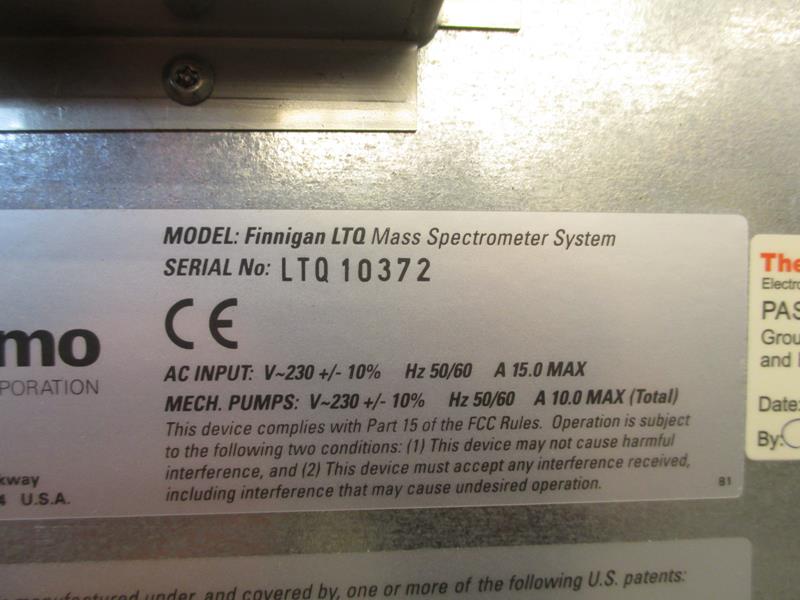 MODEL: Finnigan LTQ Mass Spectrometer System
SERIAL No: LTQ 10372
CE
mo
PORATION
AC INPUT: V~230 +/- 10% Hz 50/60 A 15.0 MAX
MECH. PUMPS: V~230 +/- 10% Hz 50/60 A 10.0 MAX (Total)
This device complies with Part 15 of the FCC Rules. Operation is subject
to the following two conditions: (1) This device may not cause harmful
interference, and (2) This device must accept any interference received,
including interference that may cause undesired operation.
kway
4 U.S.A.
81
The
Electro
PAS
Grou
and
Date:
By:
manufactured under, and covered by, one or more of the following U.S. patents: